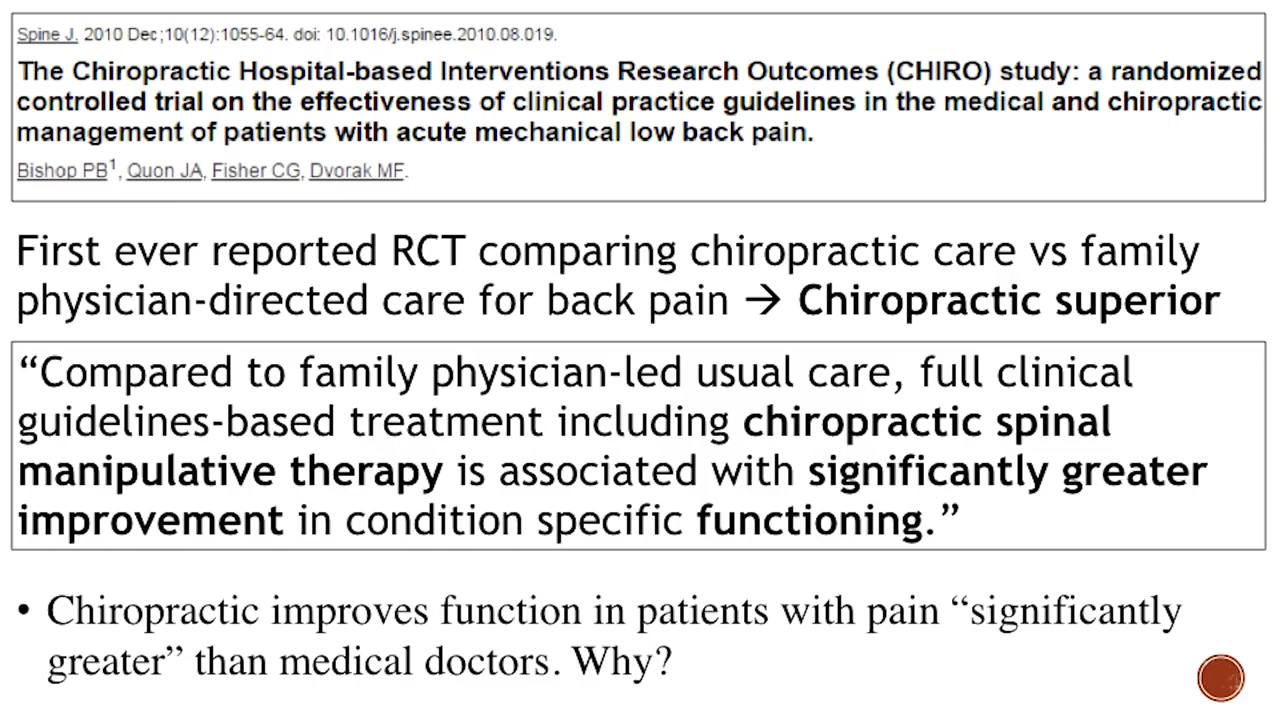 Spine J. 2010 Dec;10(12):1055-64. doi: 10.1016/j.spinee.2010.08.019.
The Chiropractic Hospital-based Interventions Research Outcomes (CHIRO) study: a randomized
controlled trial on the effectiveness of clinical practice guidelines in the medical and chiropractic
management of patients with acute mechanical low back pain.
Bishop PB1, Quon JA, Fisher CG, Dvorak MF.
First ever reported RCT comparing chiropractic care vs family
physician-directed care for back pain → Chiropractic superior
“Compared to family physician-led usual care, full clinical
guidelines-based treatment including chiropractic spinal
manipulative therapy is associated with significantly greater
improvement in condition specific functioning.”
• Chiropractic improves function in patients with pain “significantly
greater” than medical doctors. Why?